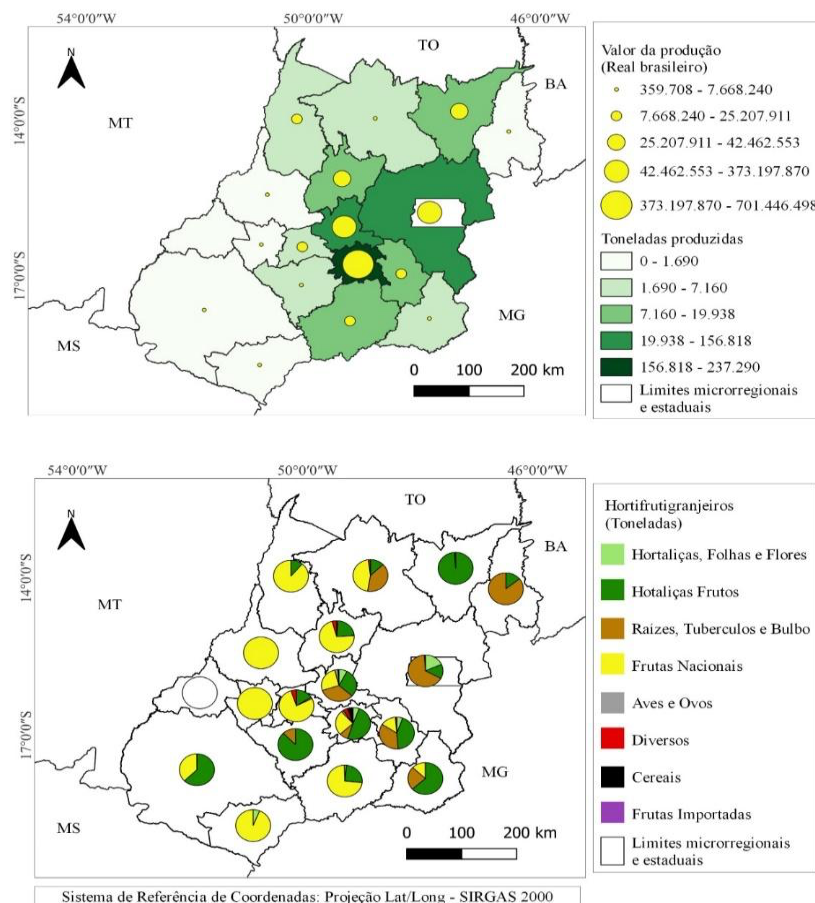 54°0'0"W 50°0'0"W 46°0'0"W
TO
N
BA
MT
14°0'0"S
17°0'0"S
MG
MS
0 100 200 km
Valor da produção
(Real brasileiro)
359.708 - 7.668.240
7.668.240 - 25.207.911
25.207.911 - 42.462.553
42.462.553 - 373.197.870
373.197.870 - 701.446.498
Toneladas produzidas
0 - 1.690
1.690 - 7.160
7.160 - 19.938
19.938 - 156.818
156.818 - 237.290
Limites microrregionais
e estaduais
54°0'0"W 50°0'0"W 46°0'0"W
TO
N
BA
MT
14°0'0"S
17°0'0"S
MG
MS
0 100 200 km
Hortifrutigranjeiros
(Toneladas)
Hortaliças, Folhas e Flores
Hotaliças Frutos
Raízes, Tuberculos e Bulbo
Frutas Nacionais
Aves e Ovos
Diversos
Cereais
Frutas Importadas
Limites microrregionais
e estaduais
Sistema de Referência de Coordenadas: Projeção Lat/Long - SIRGAS 2000